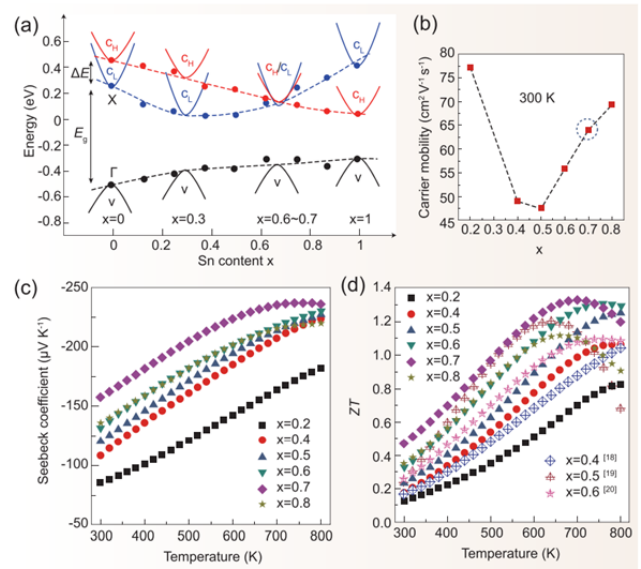 (a)
Energy (eV)
0.6
0.4
0.2
0.0
-0.2
-0.4
-0.6
-0.8
C_H
C_L
ΔE
X
E_g
Γ
V
C_L
V
C_H/C_L
V
C_L
C_H
V
x=0
x=0.3
x=0.6~0.7
x=1
0
0.2
0.4
0.6
0.8
1
Sn content x
(b)
Carrier mobility (cm² V⁻¹ s⁻¹)
80
75
70
65
60
55
50
45
300 K
0.2 0.3 0.4 0.5 0.6 0.7 0.8
x
(c)
Seebeck coefficient (μV K⁻¹)
-250
-200
-150
-100
-50
x=0.2
x=0.4
x=0.5
x=0.6
x=0.7
x=0.8
300 400 500 600 700 800
Temperature (K)
(d)
ZT
1.4
1.2
1.0
0.8
0.6
0.4
0.2
0.0
x=0.2
x=0.4
x=0.5
x=0.6
x=0.7
x=0.8
x=0.4 [18]
x=0.5 [19]
x=0.6 [20]
300 400 500 600 700 800
Temperature (K)